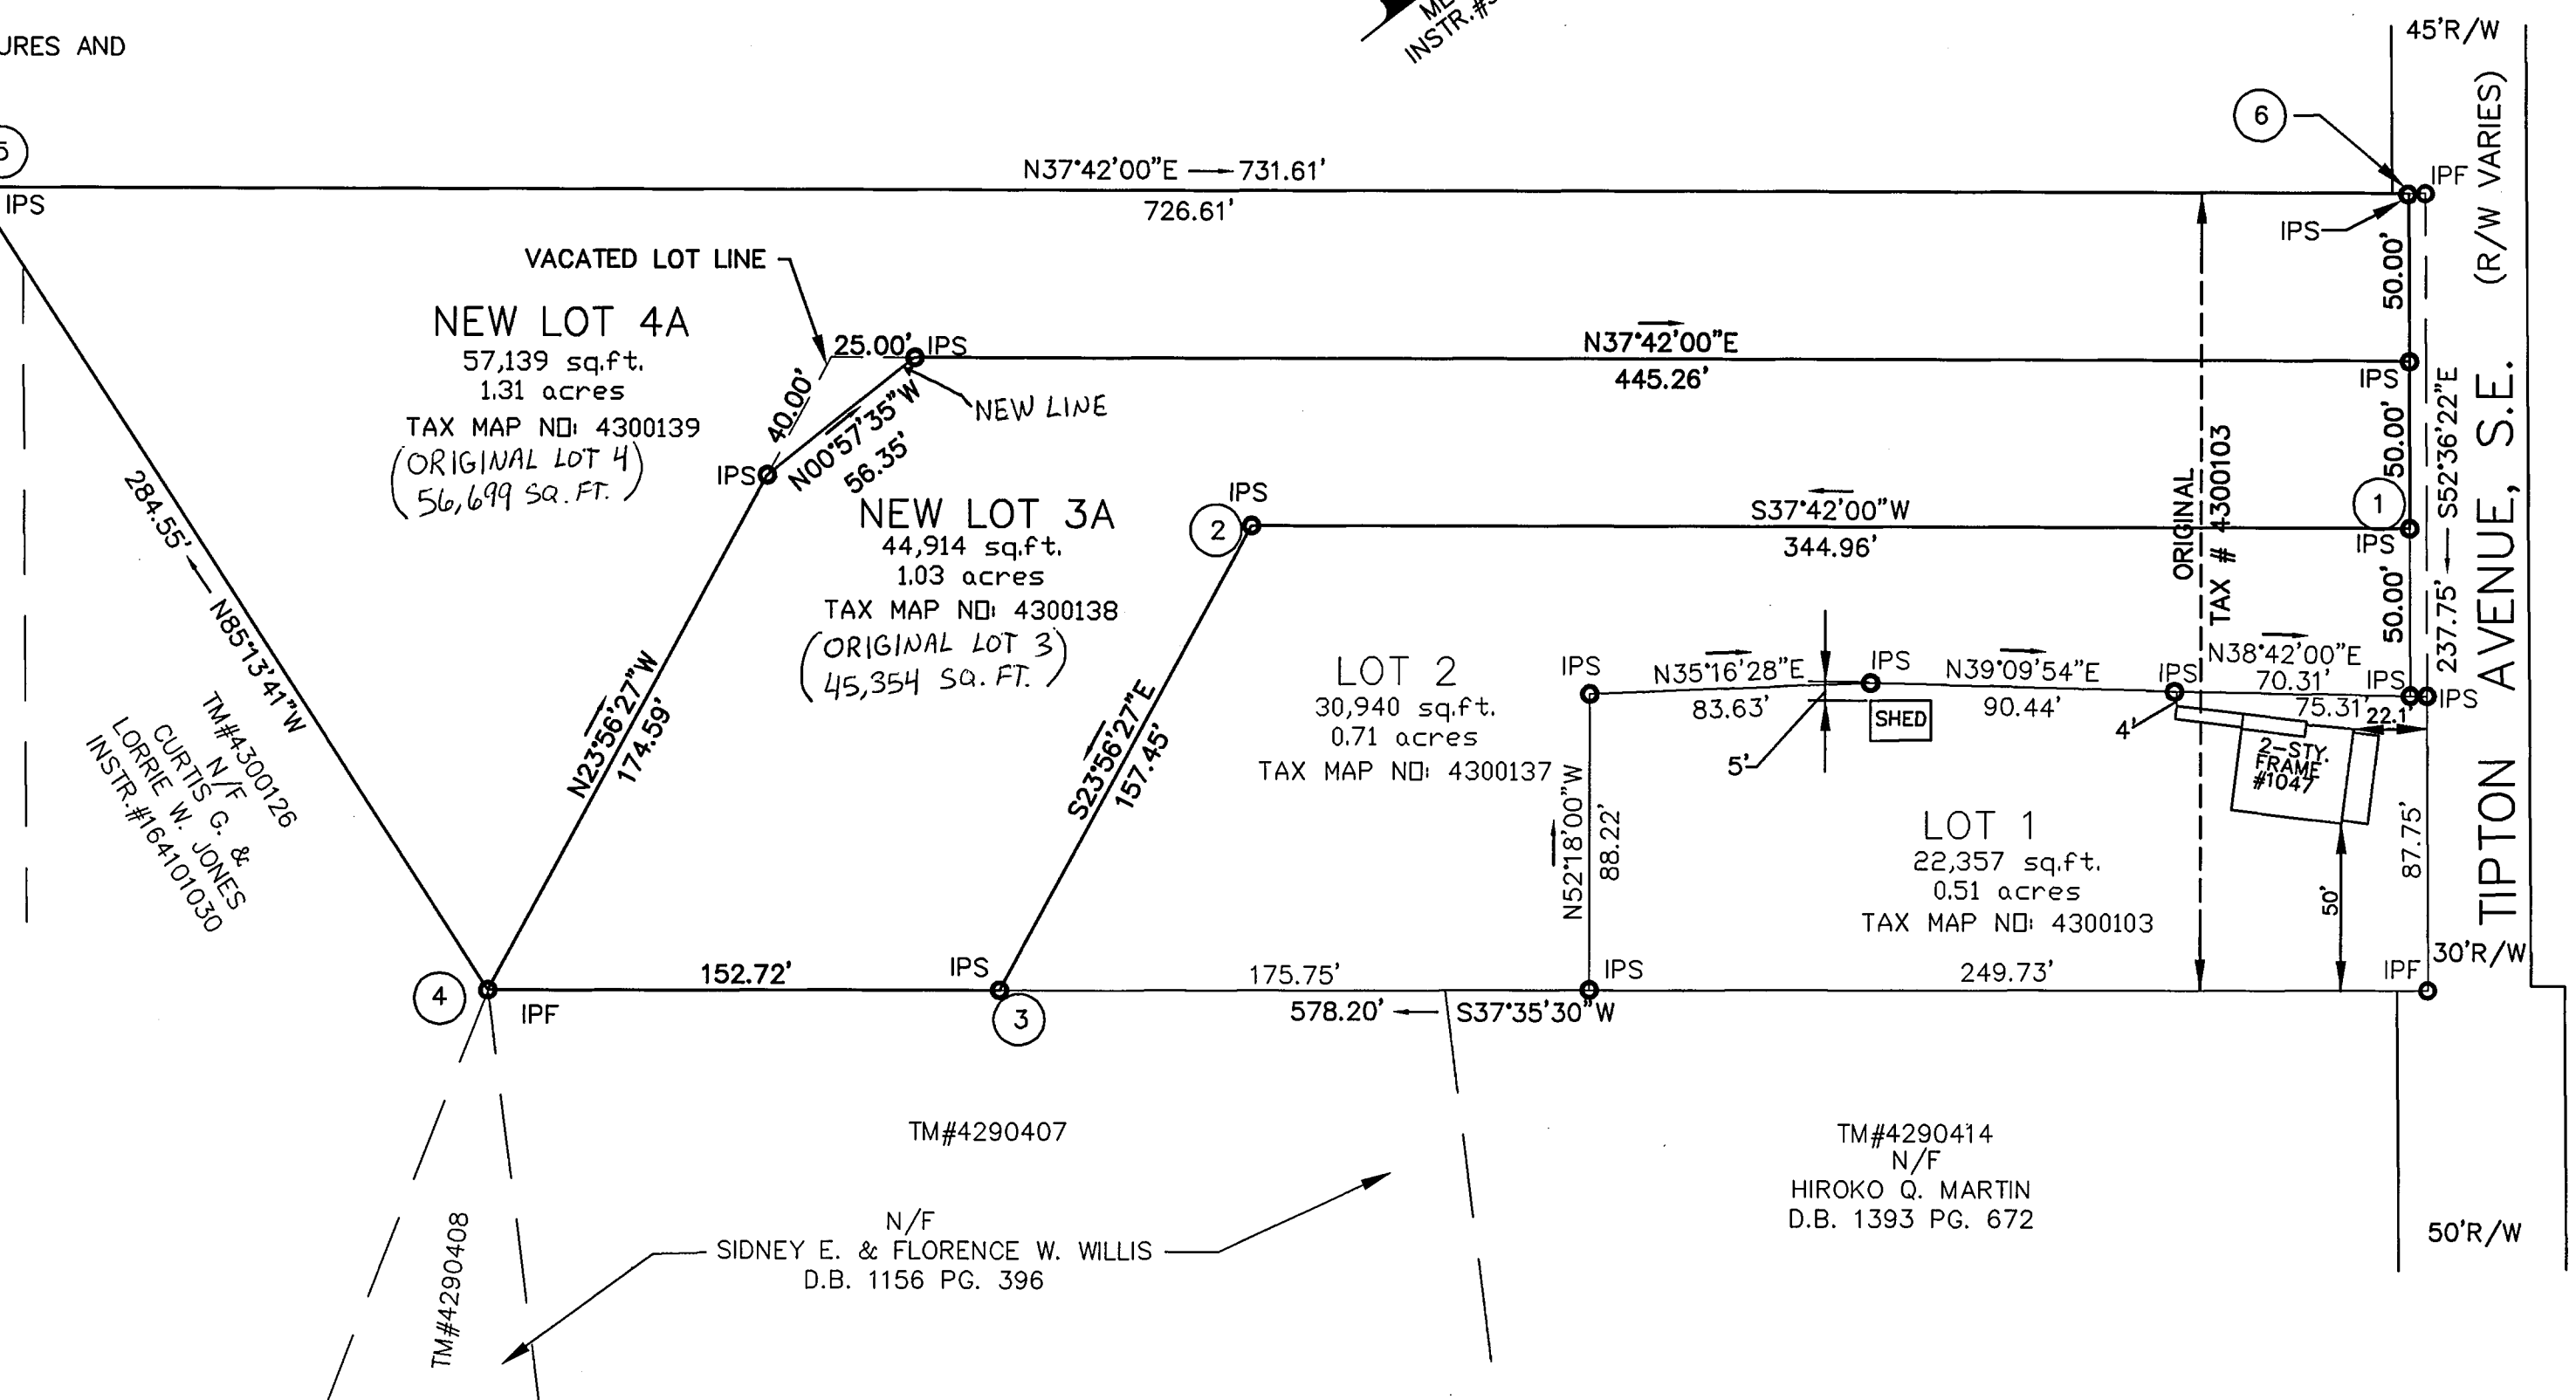 URES AND
INSTR.#
45'R/W
(R/W VARIES)
6
5
IPS
N37°42'00"E 731.61'
726.61'
IPF
IPS
50.00'
VACATED LOT LINE
NEW LOT 4A
57,139 sq.ft.
1.31 acres
TAX MAP NO: 4300139
(ORIGINAL LOT 4)
(56,699 SQ. FT.)
25.00'
IPS
40.00'
N00°57'35"W
56.35'
NEW LINE
IPS
N37°42'00"E
445.26'
IPS
50.00'
S52°36'22"E
237.75'
NEW LOT 3A
44,914 sq.ft.
1.03 acres
TAX MAP NO: 4300138
(ORIGINAL LOT 3)
(45,354 SQ. FT.)
IPS
2
S37°42'00"W
344.96'
1
IPS
50.00'
ORIGINAL
TAX # 4300103
TIPTON AVENUE, S.E.
284.55'
N85°13'41"W
N23°56'27"W
174.59'
S23°56'27"E
157.45'
LOT 2
30,940 sq.ft.
0.71 acres
TAX MAP NO: 4300137
IPS
N35°16'28"E
83.63'
IPS
N39°09'54"E
90.44'
IPS
N38°42'00"E
70.31'
75.31'
IPS
IPS
5'
SHED
4'
22.1'
2-STY.
FRAME
#1047
N52°18'00"W
88.22'
LOT 1
22,357 sq.ft.
0.51 acres
TAX MAP NO: 4300103
50'
87.75'
TM#4300126
N/F
CURTIS G. &
LORRIE W. JONES
INSTR.#164101030
4
IPF
152.72'
IPS
3
175.75'
578.20' S37°35'30"W
IPS
249.73'
IPF
30'R/W
TM#4290407
TM#4290414
N/F
HIROKO Q. MARTIN
D.B. 1393 PG. 672
N/F
SIDNEY E. & FLORENCE W. WILLIS
D.B. 1156 PG. 396
TM#4290408
50'R/W